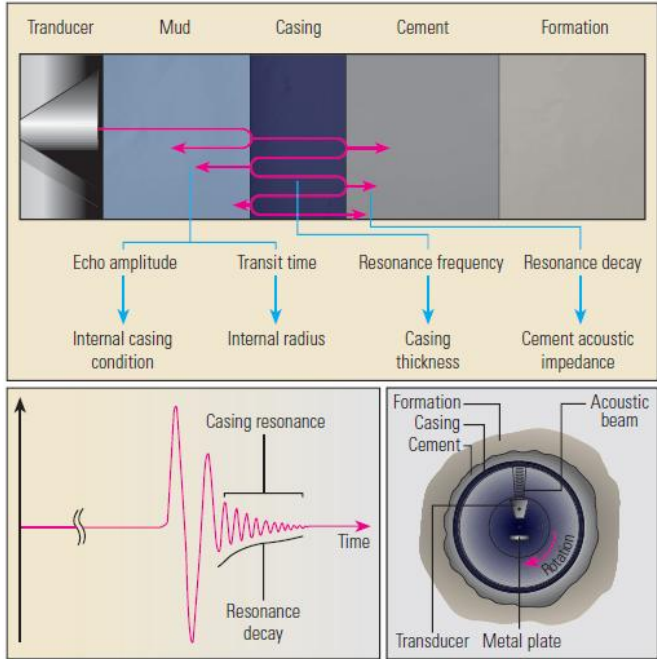 Tranducer Mud Casing Cement Formation
Echo amplitude Transit time Resonance frequency Resonance decay
Internal casing condition Internal radius Casing thickness Cement acoustic impedance
Casing resonance
Time
Resonance
decay
Formation
Casing
Cement
Acoustic
beam
Rotation
Transducer Metal plate